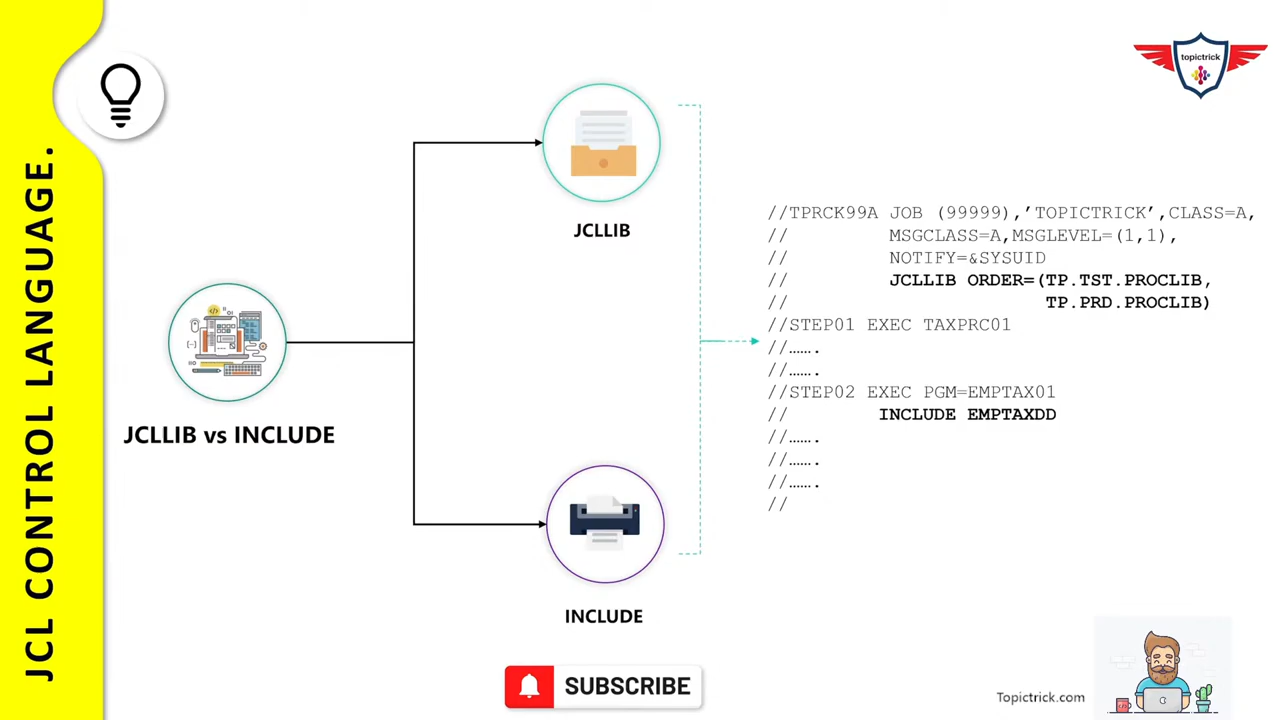 JCL CONTROL LANGUAGE.
topictrick
JCLLIB
JCLLIB vs INCLUDE
INCLUDE
//TPRCK99A JOB (99999),’TOPICTRICK’,CLASS=A,
// MSGCLASS=A,MSGLEVEL=(1,1),
// NOTIFY=&SYSUID
// JCLLIB ORDER=(TP.TST.PROCLIB,
// TP.PRD.PROCLIB)
//STEP01 EXEC TAXPRC01
//…….
//…….
//STEP02 EXEC PGM=EMPTAX01
// INCLUDE EMPTAXDD
//…….
//…….
//…….
//
SUBSCRIBE
Topictrick.com